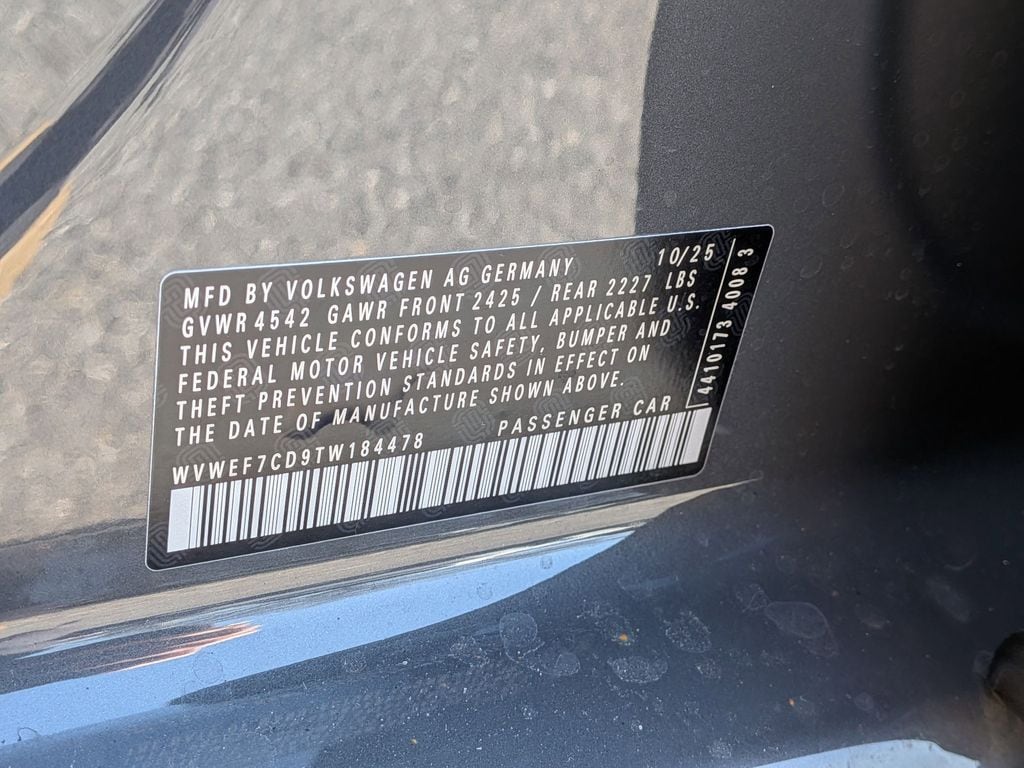 MFD BY VOLKSWAGEN AG GERMANY 10/25
GVWR 4542 GAWR FRONT 2425 / REAR 2227 LBS
THIS VEHICLE CONFORMS TO ALL APPLICABLE U.S.
FEDERAL MOTOR VEHICLE SAFETY, BUMPER AND
THEFT PREVENTION STANDARDS IN EFFECT ON
THE DATE OF MANUFACTURE SHOWN ABOVE.
WVWEF7CD9TW184478 PASSENGER CAR
4410173 4008 3